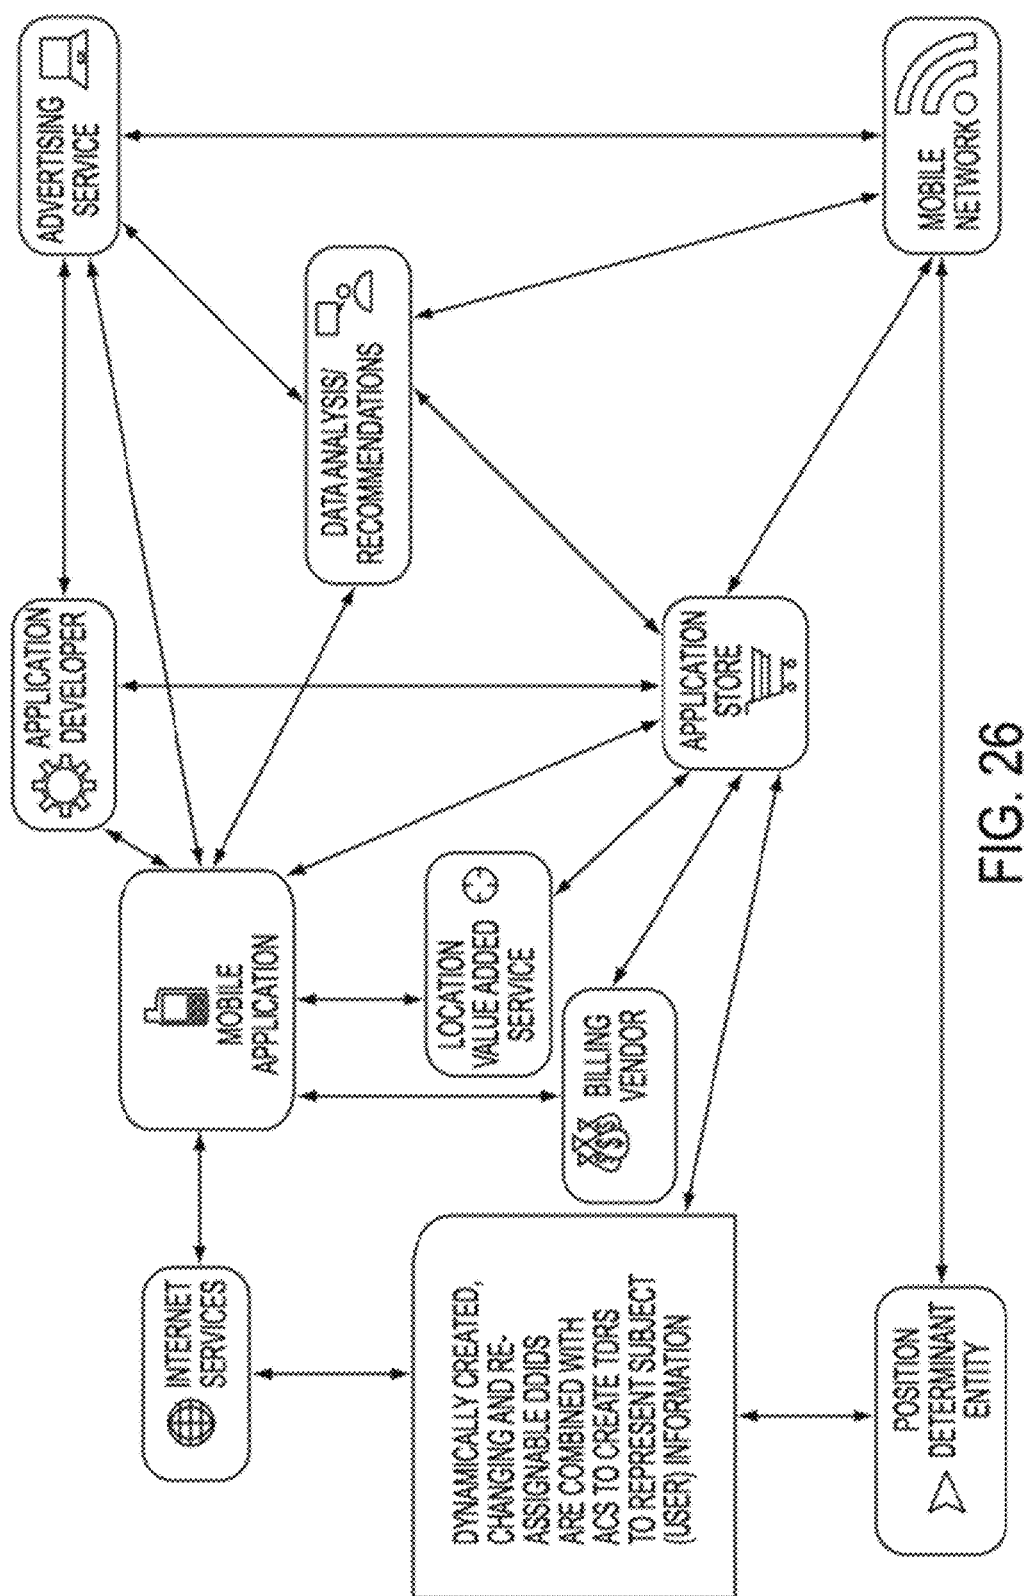 INTERNET
SERVICES
MOBILE
APPLICATION
APPLICATION
DEVELOPER
ADVERTISING
SERVICE
DATA ANALYSIS/
RECOMMENDATIONS
LOCATION
VALUE ADDED
SERVICE
BILLING
VENDOR
DYNAMICALLY CREATED,
CHANGING AND RE-
ASSIGNABLE DDIDS
ARE COMBINED WITH
ACS TO CREATE TDRS
TO REPRESENT SUBJECT
(USER) INFORMATION
APPLICATION
STORE
POSITION
DETERMINANT
ENTITY
MOBILE
NETWORK
FIG. 26